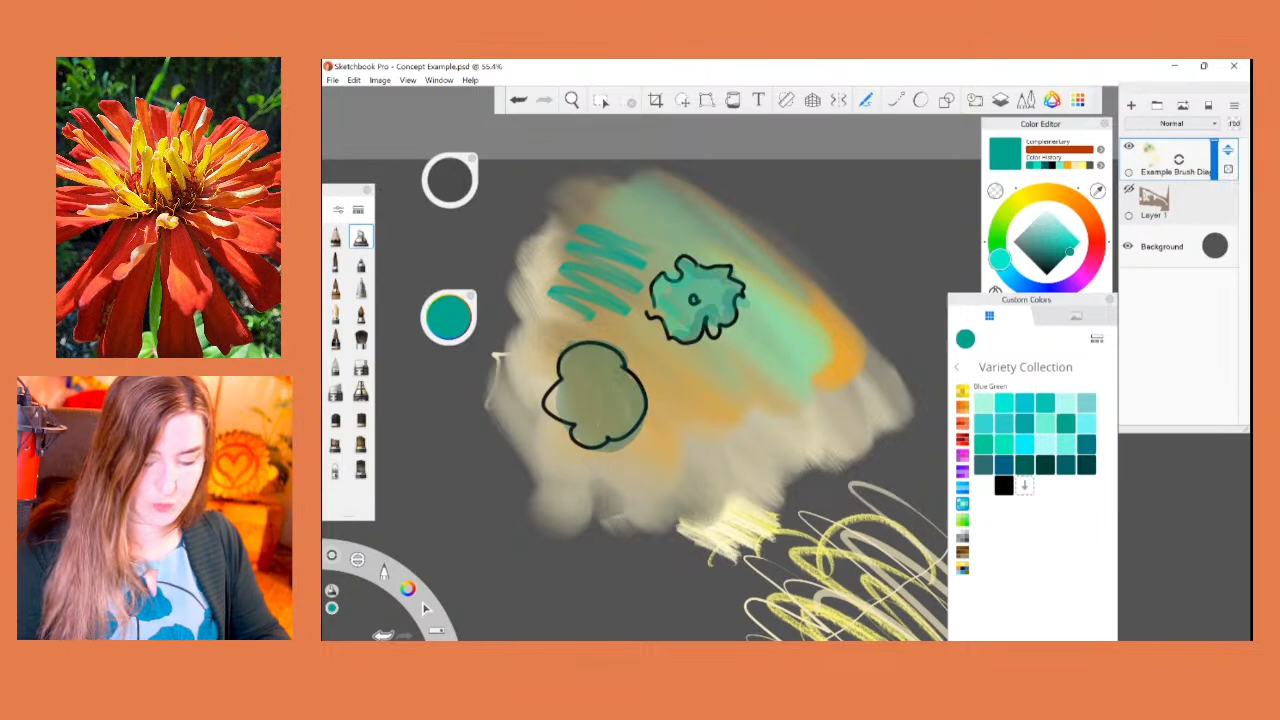 Sketchbook Pro - Concept Example.psd @ 55.4%
File Edit Image View Window Help
Color Editor
Normal
Complementary
Color History
Example Brush Dia
Layer 1
Background
Custom Colors
Variety Collection
Blue Green